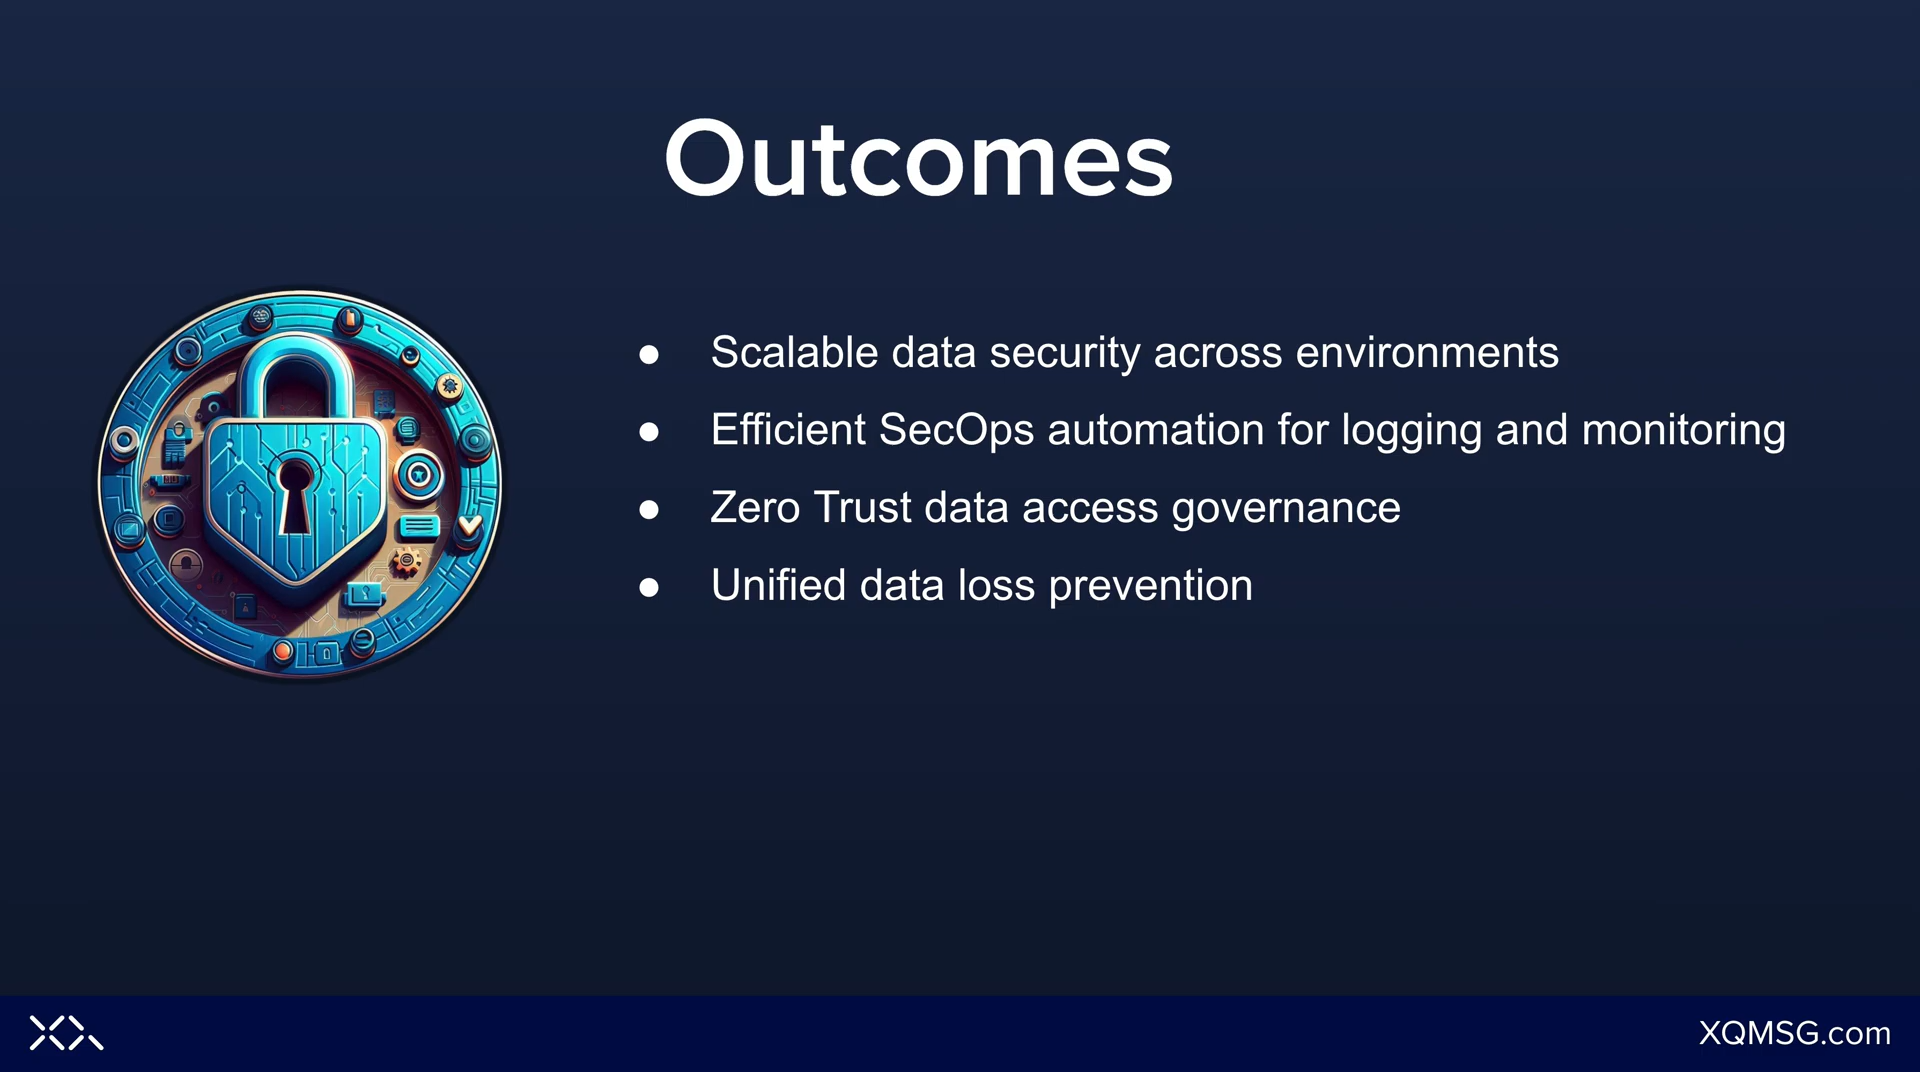 Outcomes
● Scalable data security across environments
● Efficient SecOps automation for logging and monitoring
● Zero Trust data access governance
● Unified data loss prevention
XQMSG.com